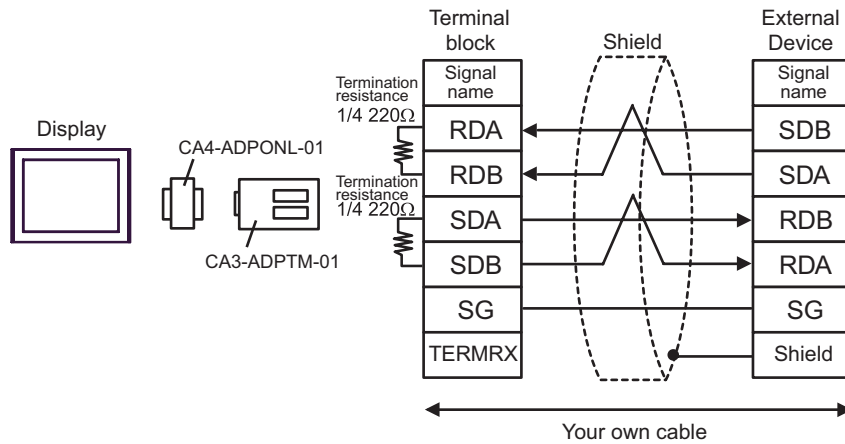 Terminal
block
Shield
External
Device
Signal
name
Signal
name
Termination
resistance
1/4 220Ω
RDA
SDB
Display
CA4-ADPONL-01
RDB
SDA
Termination
resistance
1/4 220Ω
SDA
RDB
CA3-ADPTM-01
SDB
RDA
SG
SG
TERMRX
Shield
Your own cable